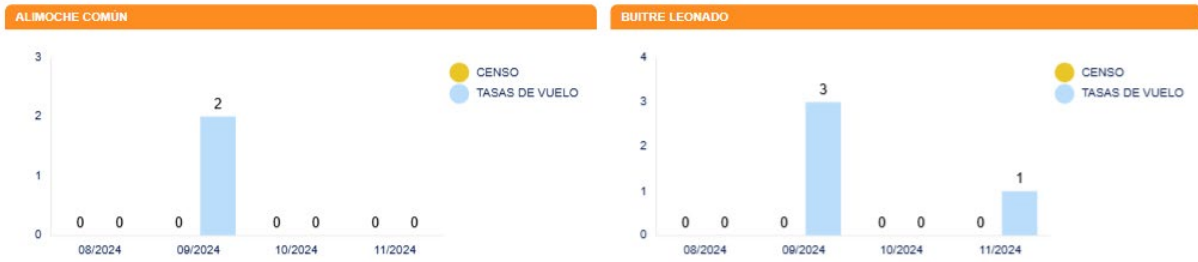 ALIMOCHE COMÚN
3
2
1
0
2
0 0 0 0 0 0 0
08/2024 09/2024 10/2024 11/2024
CENSO
TASAS DE VUELO
BUITRE LEONADO
4
3
2
1
0
3
1
0 0 0 0 0 0
08/2024 09/2024 10/2024 11/2024
CENSO
TASAS DE VUELO